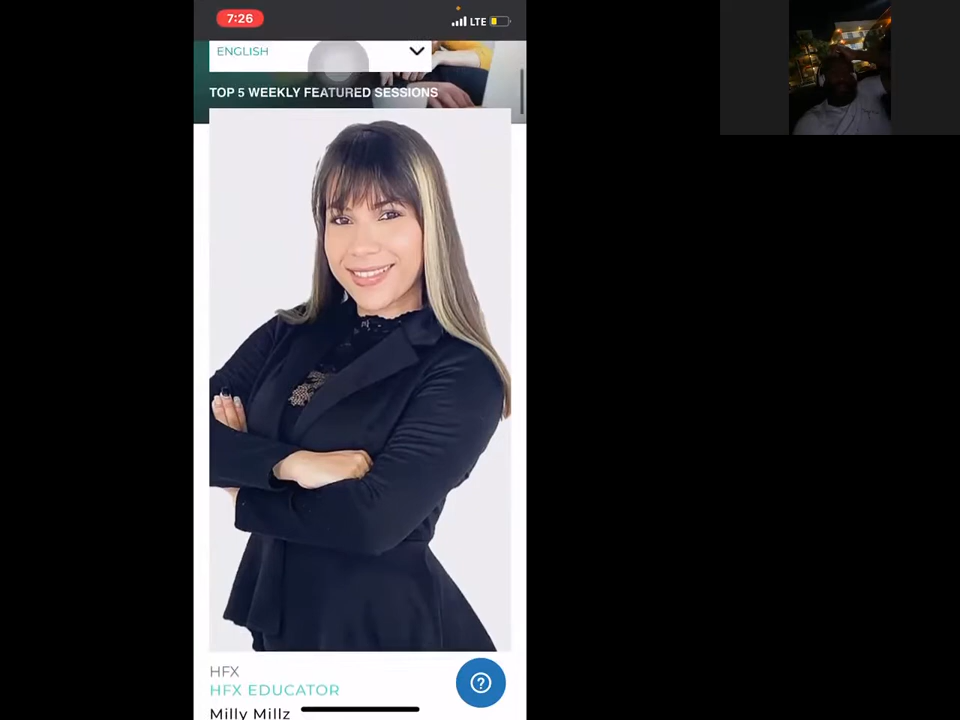 7:26
LTE
ENGLISH
TOP 5 WEEKLY FEATURED SESSIONS
HFX
HFX EDUCATOR
Milly Millz